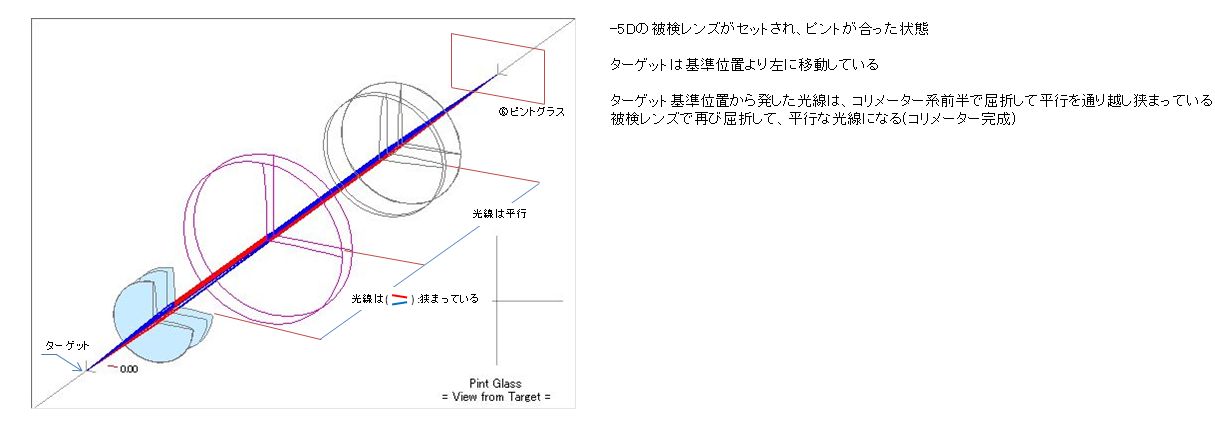 -5Dの被検レンズがセットされ、ピントが合った状態
ターゲットは基準位置より左に移動している
ターゲット基準位置から発した光線は、コリメーター系前半で屈折して平行を通り越し狭まっている
被検レンズで再び屈折して、平行な光線になる(コリメーター完成)
©ピントグラス
光線は平行
光線は( ):狭まっている
ターゲット
0.00
Pint Glass
= View from Target =